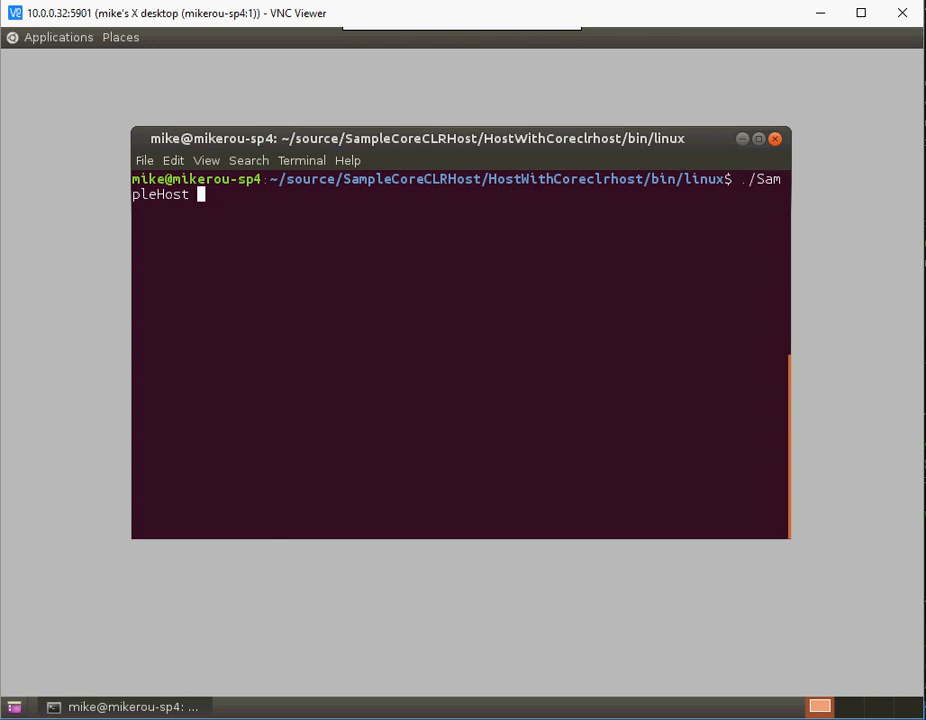 10.0.0.32:5901 (mike's X desktop (mikerou-sp4:1)) - VNC Viewer
Applications Places
mike@mikerou-sp4: ~/source/SampleCoreCLRHost/HostWithCoreclrhost/bin/linux
File Edit View Search Terminal Help
mike@mikerou-sp4:~/source/SampleCoreCLRHost/HostWithCoreclrhost/bin/linux$ ./Sam
pleHost
mike@mikerou-sp4: ...